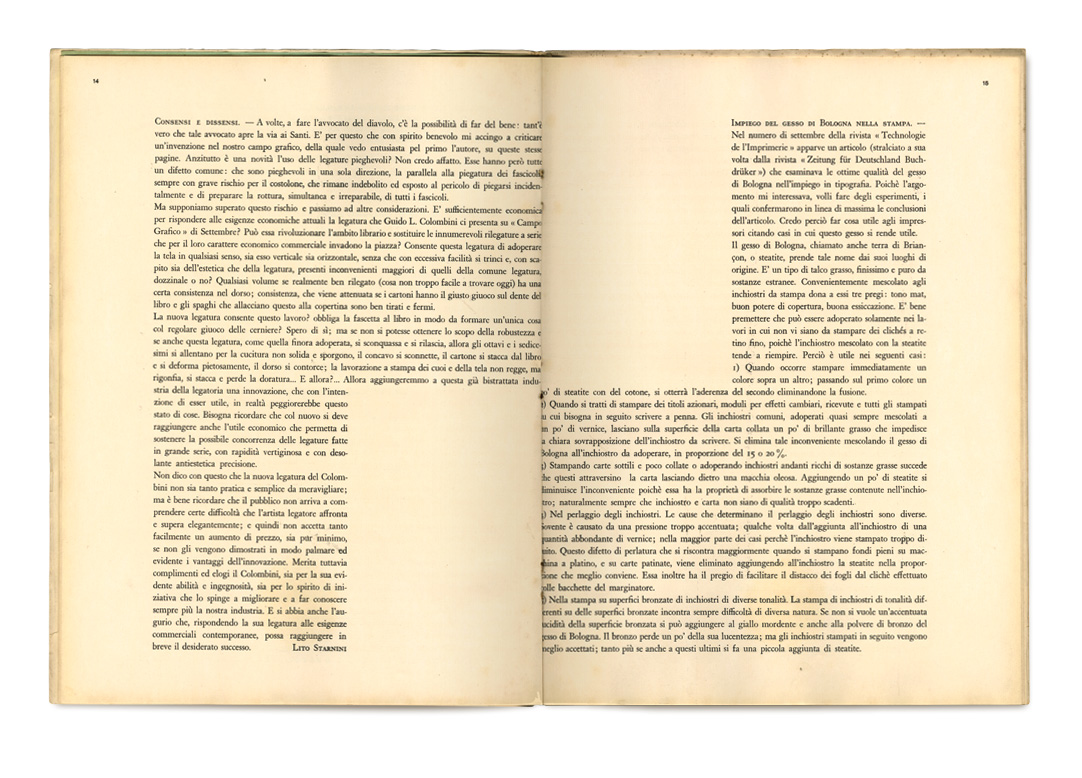 14
CONSENSI E DISSENSI. — A volte, a fare l'avvocato del diavolo, c'è la possibilità di far del bene: tant'è
vero che tale avvocato apre la via ai Santi. E' per questo che con spirito benevolo mi accingo a criticare
un'invenzione nel nostro campo grafico, della quale vedo entusiasta pel primo l'autore, su queste stesse
pagine. Anzitutto è una novità l'uso delle legature pieghevoli? Non credo affatto. Esse hanno però tutte
un difetto comune: che sono pieghevoli in una sola direzione, la parallela alla piegatura dei fascicoli
sempre con grave rischio per il costolone, che rimane indebolito ed esposto al pericolo di piegarsi inciden-
talmente e di preparare la rottura, simultanea e irreparabile, di tutti i fascicoli.
Ma supponiamo superato questo rischio e passiamo ad altre considerazioni. E' sufficientemente economica
per rispondere alle esigenze economiche attuali la legatura che Guido L. Colombini ci presenta su « Campo
Grafico » di Settembre? Può essa rivoluzionare l'ambito librario e sostituire le innumerevoli rilegature a serie
che per il loro carattere economico commerciale invadono la piazza? Consente questa legatura di adoperare
la tela in qualsiasi senso, sia esso verticale sia orizzontale, senza che con eccessiva facilità si trinci e, con sca-
pito sia dell'estetica che della legatura, presenti inconvenienti maggiori di quelli della comune legatura,
dozzinale o no? Qualsiasi volume se realmente ben rilegato (cosa non troppo facile a trovare oggi) ha una
certa consistenza nel dorso; consistenza, che viene attenuata se i cartoni hanno il giusto giuoco sul dente del
libro e gli spaghi che allacciano questo alla copertina sono ben tirati e fermi.
La nuova legatura consente questo lavoro? obbliga la fascetta al libro in modo da formare un'unica cosa
col regolare giuoco delle cerniere? Spero di sì; ma se non si potesse ottenere lo scopo della robustezza e
se anche questa legatura, come quella finora adoperata, si sconquassa e si rilascia, allora gli ottavi e i sedice-
simi si allentano per la cucitura non solida e sporgono, il concavo si sconnette, il cartone si stacca dal libro
e si deforma pietosamente, il dorso si contorce; la lavorazione a stampa dei cuoi e della tela non regge, ma
rigonfia, si stacca e perde la doratura... E allora?... Allora aggiungeremmo a questa già bistrattata indu-
stria della legatoria una innovazione, che con l'inten-
zione di esser utile, in realtà peggiorerebbe questo
stato di cose. Bisogna ricordare che col nuovo si deve
raggiungere anche l'utile economico che permetta di
sostenere la possibile concorrenza delle legature fatte
in grande serie, con rapidità vertiginosa e con deso-
lante antiestetica precisione.
Non dico con questo che la nuova legatura del Colom-
bini non sia tanto pratica e semplice da meravigliare;
ma è bene ricordare che il pubblico non arriva a com-
prendere certe difficoltà che l'artista legatore affronta
e supera elegantemente; e quindi non accetta tanto
facilmente un aumento di prezzo, sia pur minimo,
se non gli vengono dimostrati in modo palmare ed
evidente i vantaggi dell'innovazione. Merita tuttavia
complimenti ed elogi il Colombini, sia per la sua evi-
dente abilità e ingegnosità, sia per lo spirito di ini-
ziativa che lo spinge a migliorare e a far conoscere
sempre più la nostra industria. E si abbia anche l'au-
gurio che, rispondendo la sua legatura alle esigenze
commerciali contemporanee, possa raggiungere in
breve il desiderato successo. LITO STARNINI
15
IMPIEGO DEL GESSO DI BOLOGNA NELLA STAMPA. —
Nel numero di settembre della rivista « Technologie
de l'Imprimerie » apparve un articolo (stralciato a sua
volta dalla rivista « Zeitung für Deutschland Buch-
drüker ») che esaminava le ottime qualità del gesso
di Bologna nell'impiego in tipografia. Poichè l'argo-
mento mi interessava, volli fare degli esperimenti, i
quali confermarono in linea di massima le conclusioni
dell'articolo. Credo perciò far cosa utile agli impres-
sori citando casi in cui questo gesso si rende utile.
Il gesso di Bologna, chiamato anche terra di Brian-
çon, o steatite, prende tale nome dai suoi luoghi di
origine. E' un tipo di talco grasso, finissimo e puro da
sostanze estranee. Convenientemente mescolato agli
inchiostri da stampa dona a essi tre pregi: tono mat,
buon potere di copertura, buona essiccazione. E' bene
premettere che può essere adoperato solamente nei la-
vori in cui non vi siano da stampare dei clichés a re-
tino fino, poichè l'inchiostro mescolato con la steatite
tende a riempire. Perciò è utile nei seguenti casi:
1) Quando occorre stampare immediatamente un
colore sopra un altro; passando sul primo colore un
po' di steatite con del cotone, si otterrà l'aderenza del secondo eliminandone la fusione.
) Quando si tratti di stampare dei titoli azionari, moduli per effetti cambiari, ricevute e tutti gli stampati
u cui bisogna in seguito scrivere a penna. Gli inchiostri comuni, adoperati quasi sempre mescolati a
un po' di vernice, lasciano sulla superficie della carta collata un po' di brillante grasso che impedisce
a chiara sovrapposizione dell'inchiostro da scrivere. Si elimina tale inconveniente mescolando il gesso di
Bologna all'inchiostro da adoperare, in proporzione del 15 o 20 %.
) Stampando carte sottili e poco collate o adoperando inchiostri andanti ricchi di sostanze grasse succede
che questi attraversino la carta lasciando dietro una macchia oleosa. Aggiungendo un po' di steatite si
diminuisce l'inconveniente poichè essa ha la proprietà di assorbire le sostanze grasse contenute nell'inchio-
tro; naturalmente sempre che inchiostro e carta non siano di qualità troppo scadenti.
) Nel perlaggio degli inchiostri. Le cause che determinano il perlaggio degli inchiostri sono diverse.
ovente è causato da una pressione troppo accentuata; qualche volta dall'aggiunta all'inchiostro di una
quantità abbondante di vernice; nella maggior parte dei casi perchè l'inchiostro viene stampato troppo di-
uito. Questo difetto di perlatura che si riscontra maggiormente quando si stampano fondi pieni su mac-
hina a platino, e su carte patinate, viene eliminato aggiungendo all'inchiostro la steatite nella propor-
ione che meglio conviene. Essa inoltre ha il pregio di facilitare il distacco dei fogli dal clichè effettuato
alle bacchette del marginatore.
) Nella stampa su superfici bronzate di inchiostri di diverse tonalità. La stampa di inchiostri di tonalità dif-
erenti su delle superfici bronzate incontra sempre difficoltà di diversa natura. Se non si vuole un'accentuata
ucidità della superficie bronzata si può aggiungere al giallo mordente e anche alla polvere di bronzo del
gesso di Bologna. Il bronzo perde un po' della sua lucentezza; ma gli inchiostri stampati in seguito vengono
meglio accettati; tanto più se anche a questi ultimi si fa una piccola aggiunta di steatite.